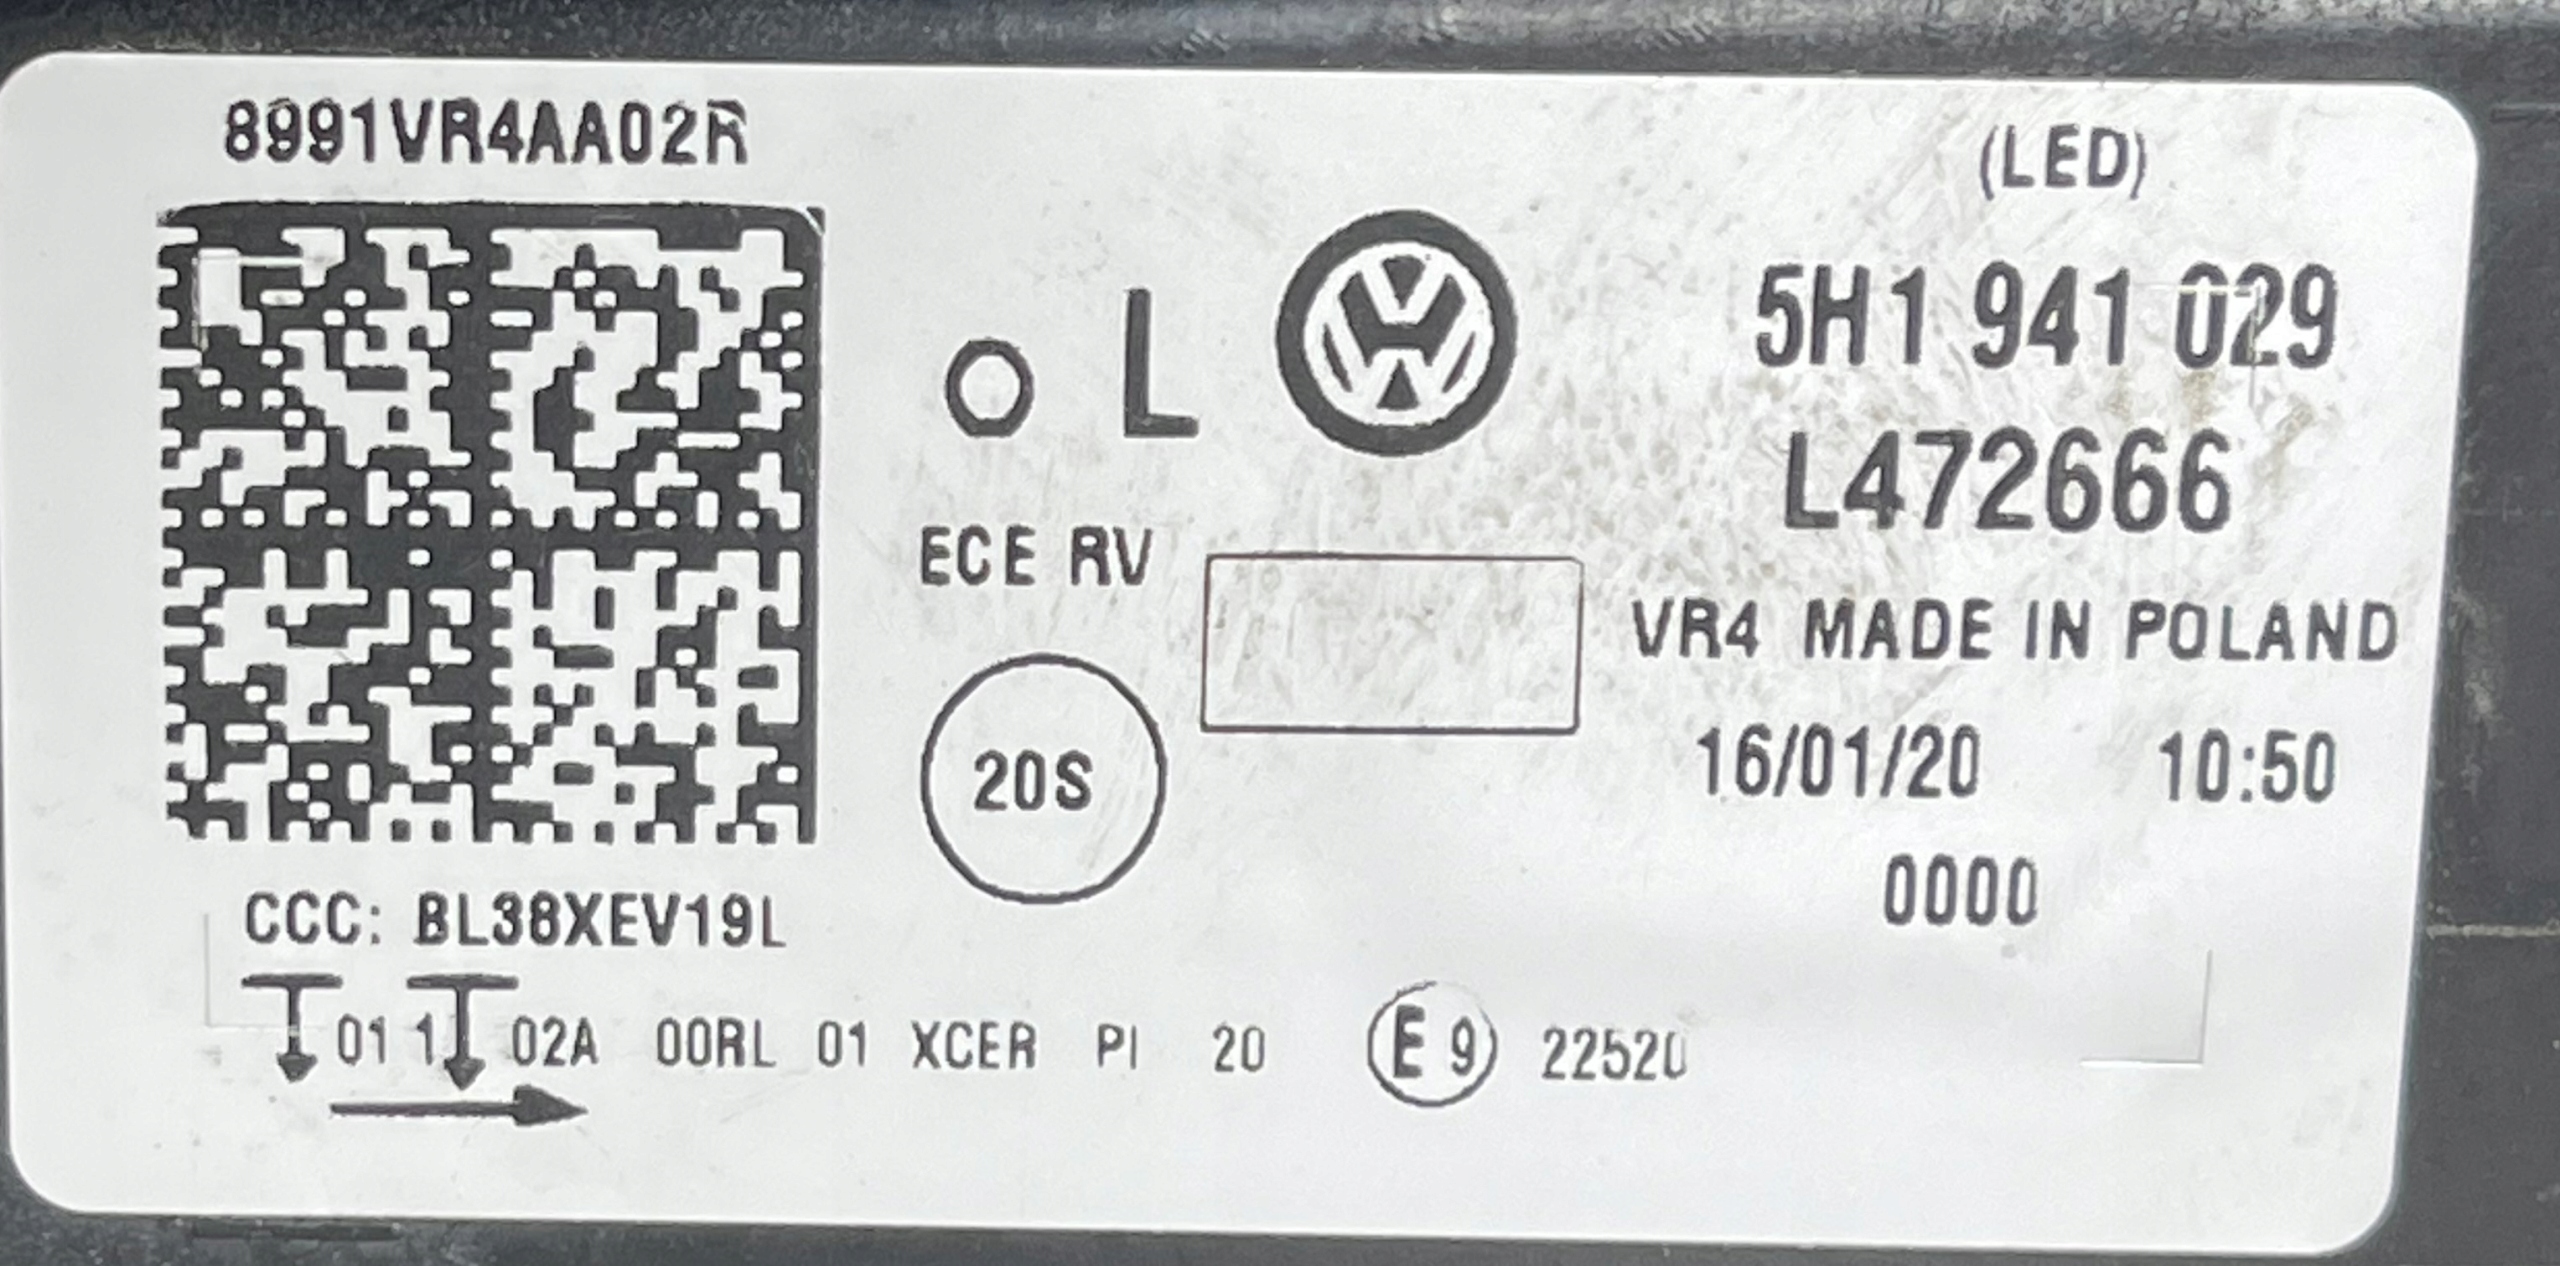 8991VR4AA02R
(LED)
O L
5H1 941 029
L472666
ECE RV
VR4 MADE IN POLAND
20S
16/01/20 10:50
0000
CCC: BL38XEV19L
01 1 02A 00RL 01 XCER PI 20 E 9 22520